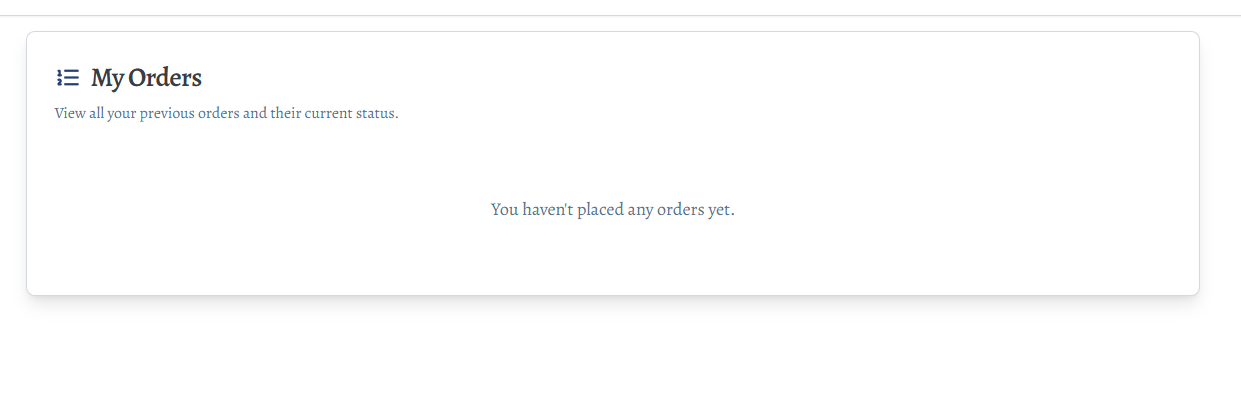 My Orders
View all your previous orders and their current status.
You haven't placed any orders yet.